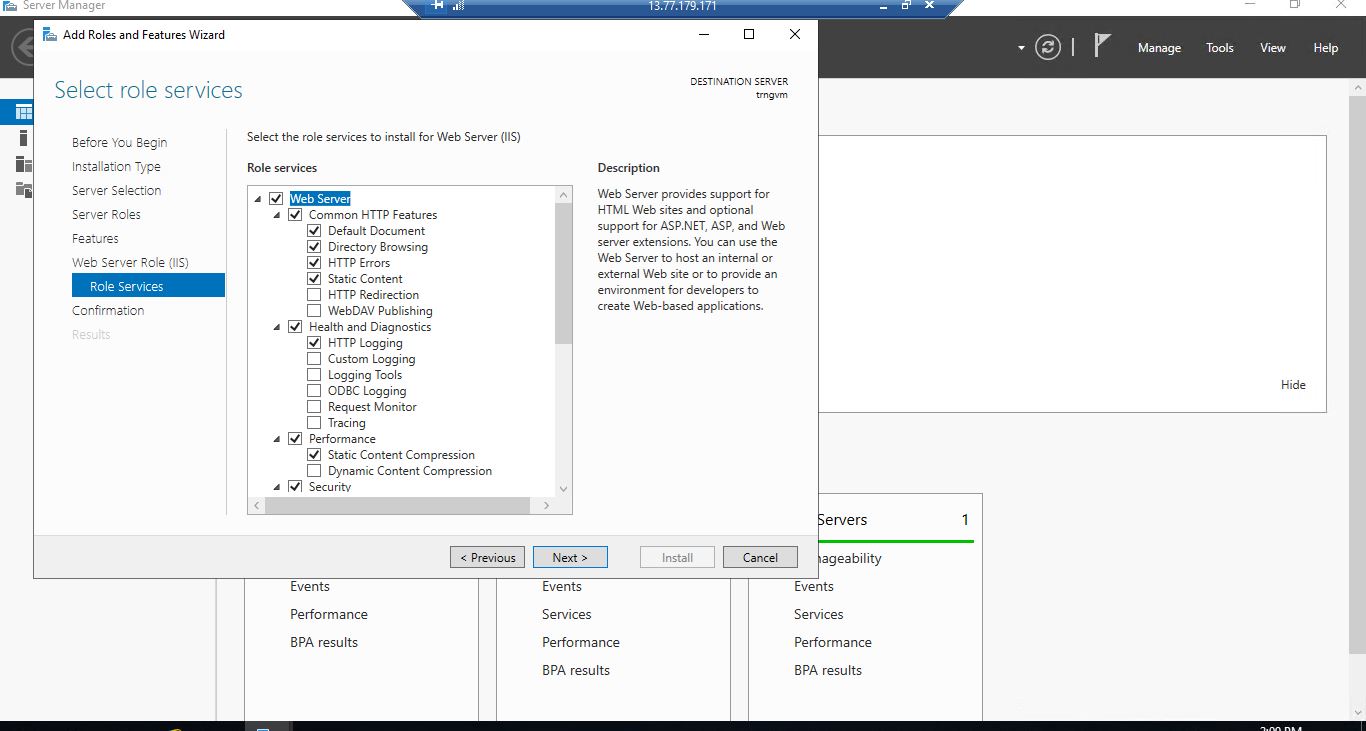 Server Manager
13.77.179.171
Add Roles and Features Wizard
Manage Tools View Help
Select role services
DESTINATION SERVER
trngvm
Before You Begin
Installation Type
Server Selection
Server Roles
Features
Web Server Role (IIS)
Role Services
Confirmation
Results
Select the role services to install for Web Server (IIS)
Role services
Web Server
Common HTTP Features
Default Document
Directory Browsing
HTTP Errors
Static Content
HTTP Redirection
WebDAV Publishing
Health and Diagnostics
HTTP Logging
Custom Logging
Logging Tools
ODBC Logging
Request Monitor
Tracing
Performance
Static Content Compression
Dynamic Content Compression
Security
Description
Web Server provides support for
HTML Web sites and optional
support for ASP.NET, ASP, and Web
server extensions. You can use the
Web Server to host an internal or
external Web site or to provide an
environment for developers to
create Web-based applications.
< Previous Next > Install Cancel
Hide
Servers 1
nageability
Events
Performance
BPA results
Events
Services
Performance
BPA results
Events
Services
Performance
BPA results